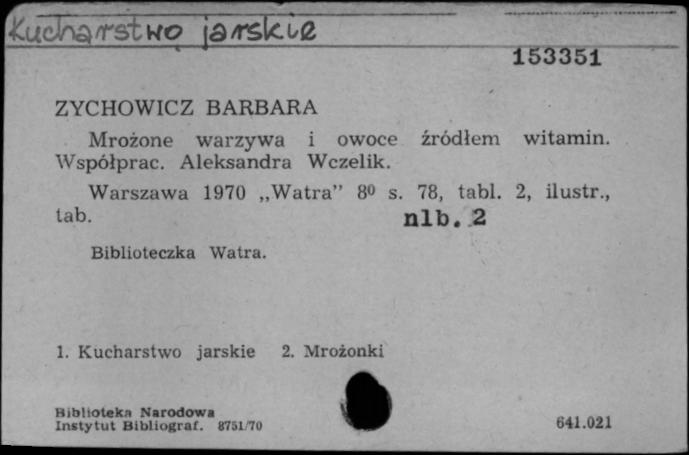 Kucharstwo jarskie
153351
ZYCHOWICZ BARBARA
Mrożone warzywa i owoce źródłem witamin.
Współprac. Aleksandra Wczelik.
Warszawa 1970 „Watra” 8⁰ s. 78, tabl. 2, ilustr.,
tab. nlb. 2
Biblioteczka Watra.
1. Kucharstwo jarskie 2. Mrożonki
Biblioteka Narodowa
Instytut Bibliograf. 8751/70 641.021